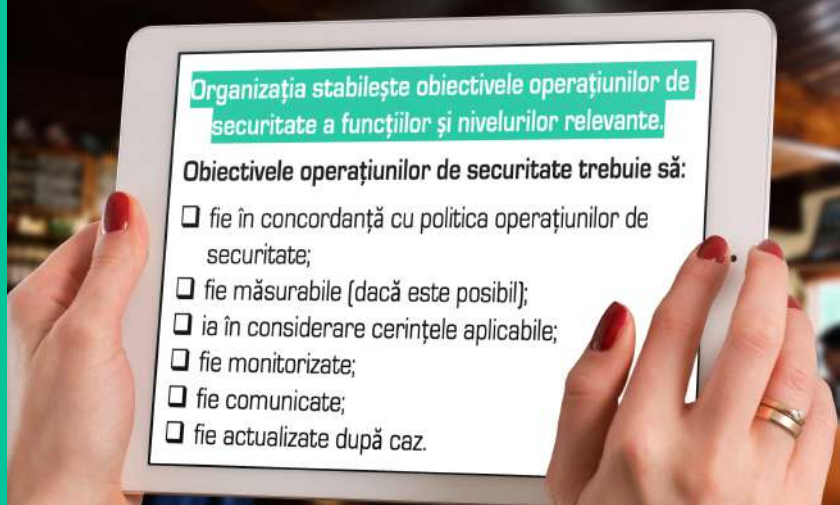 Organizația stabilește obiectivele operațiunilor de
securitate a funcțiilor și nivelurilor relevante.
Obiectivele operațiunilor de securitate trebuie să:
❑ fie în concordanță cu politica operațiunilor de
securitate;
❑ fie măsurabile (dacă este posibil);
❑ ia în considerare cerințele aplicabile;
❑ fie monitorizate;
❑ fie comunicate;
❑ fie actualizate după caz.